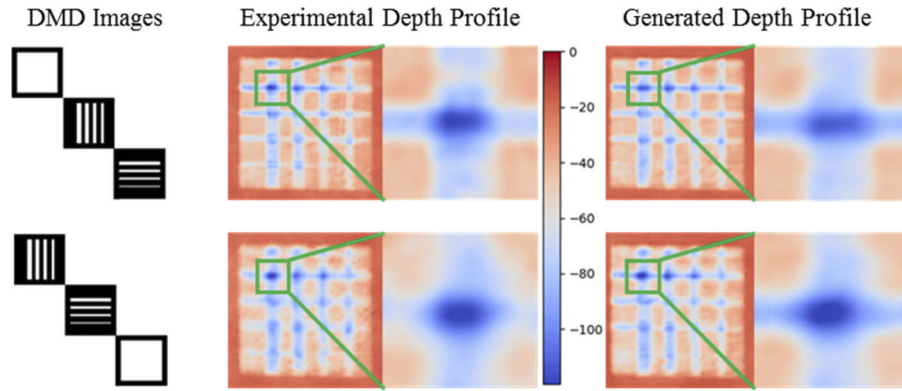 DMD Images
Experimental Depth Profile
Generated Depth Profile
0
−20
−40
−60
−80
−100